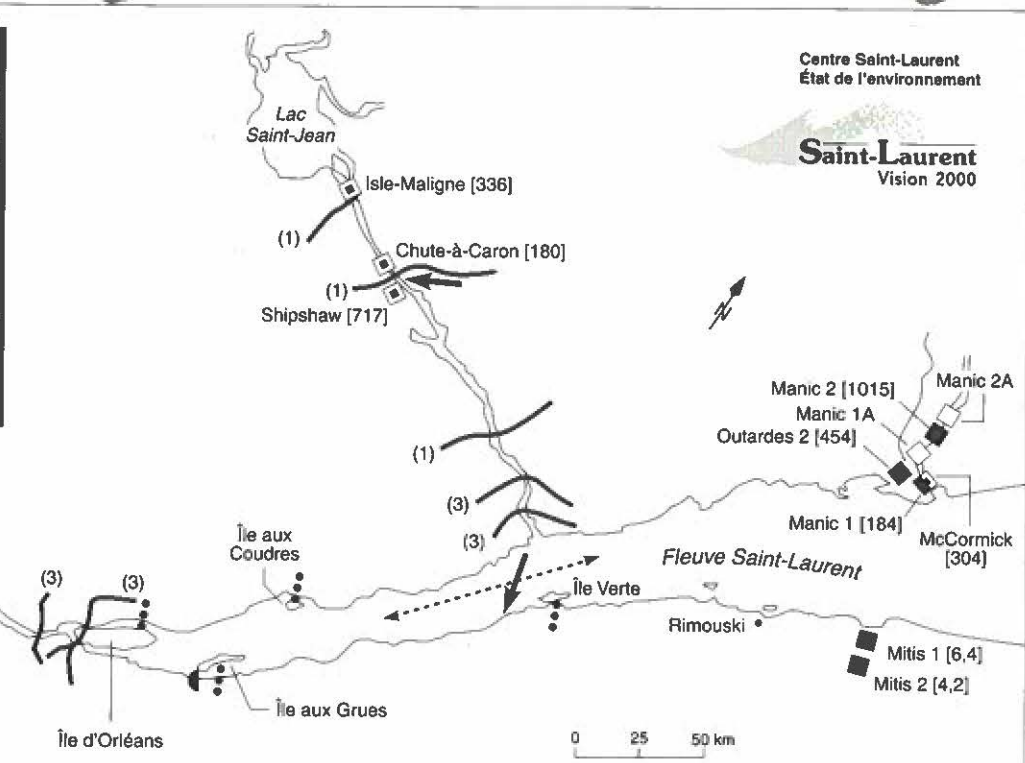 Centre Saint-Laurent
État de l'environnement
Saint-Laurent
Vision 2000
Lac
Saint-Jean
Isle-Maligne [336]
(1)
Chute-à-Caron [180]
(1)
Shipshaw [717]
N
Manic 2 [1015]
Manic 2A
Manic 1A
Outardes 2 [454]
(1)
(3)
Manic 1 [184]
McCormick
[304]
(3)
Île aux
Coudres
Fleuve Saint-Laurent
(3)
(3)
Île Verte
Rimouski
Mitis 1 [6,4]
Mitis 2 [4,2]
Île aux Grues
Île d'Orléans
0 25 50 km